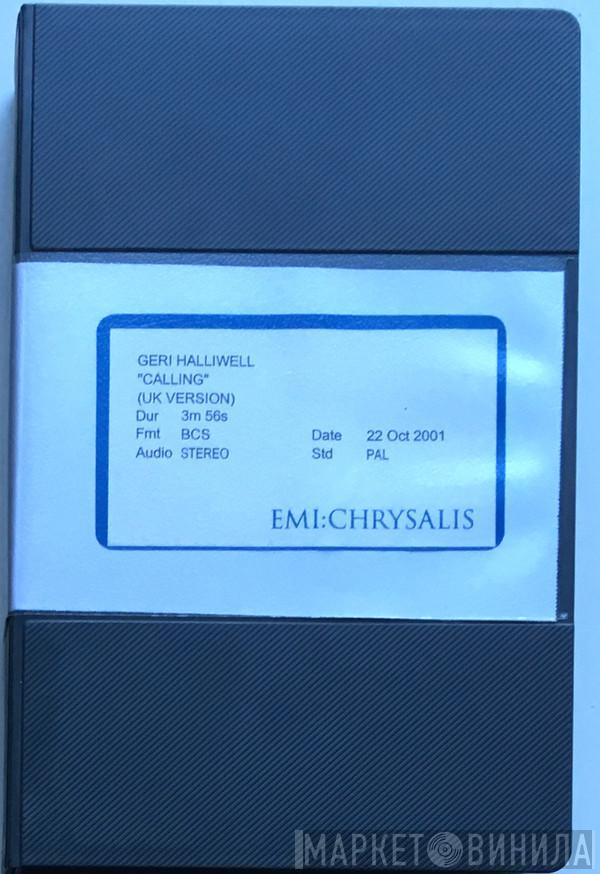 GERI HALLIWELL
"CALLING"
(UK VERSION)
Dur 3m 56s
Fmt BCS Date 22 Oct 2001
Audio STEREO Std PAL
EMI:CHRYSALIS
МАРКЕТ ВИНИЛА